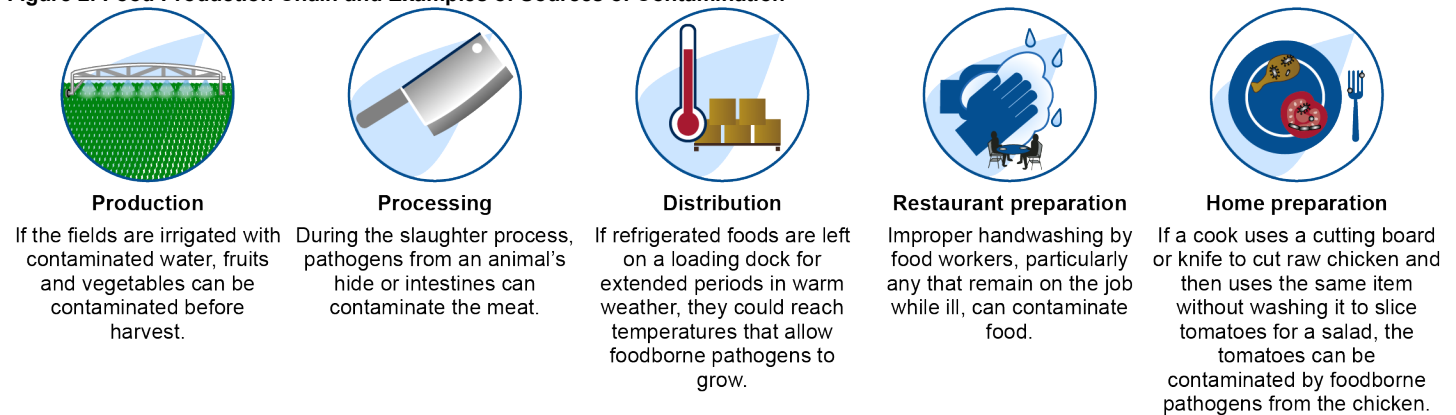 Production
If the fields are irrigated with
contaminated water, fruits
and vegetables can be
contaminated before
harvest.
Processing
During the slaughter process,
pathogens from an animal's
hide or intestines can
contaminate the meat.
Distribution
If refrigerated foods are left
on a loading dock for
extended periods in warm
weather, they could reach
temperatures that allow
foodborne pathogens to
grow.
Restaurant preparation
Improper handwashing by
food workers, particularly
any that remain on the job
while ill, can contaminate
food.
Home preparation
If a cook uses a cutting board
or knife to cut raw chicken and
then uses the same item
without washing it to slice
tomatoes for a salad, the
tomatoes can be
contaminated by foodborne
pathogens from the chicken.